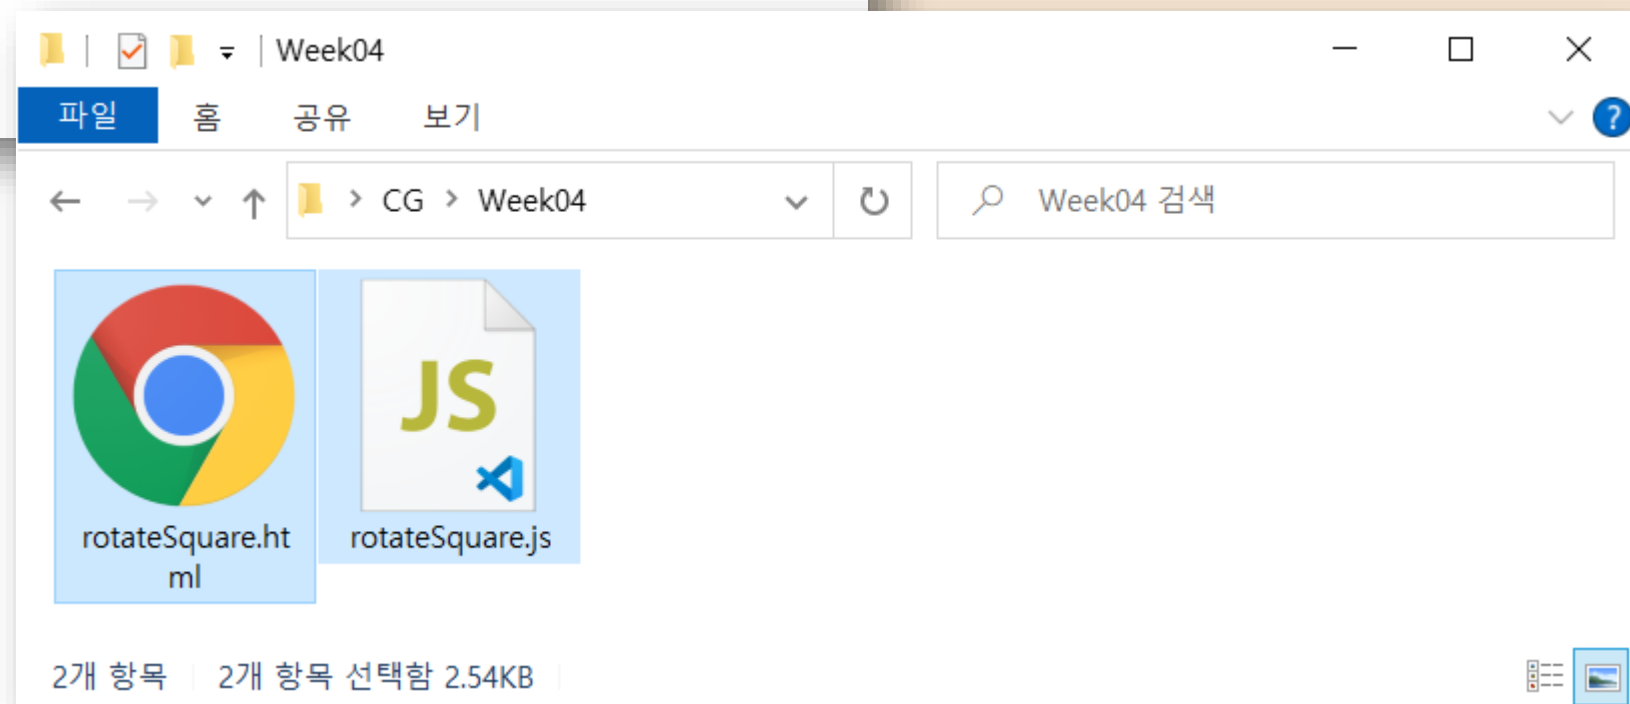 Week04
파일 홈 공유 보기 ?
> CG > Week04 Week04 검색
JS
rotateSquare.ht
ml
rotateSquare.js
2개 항목 2개 항목 선택함 2.54KB